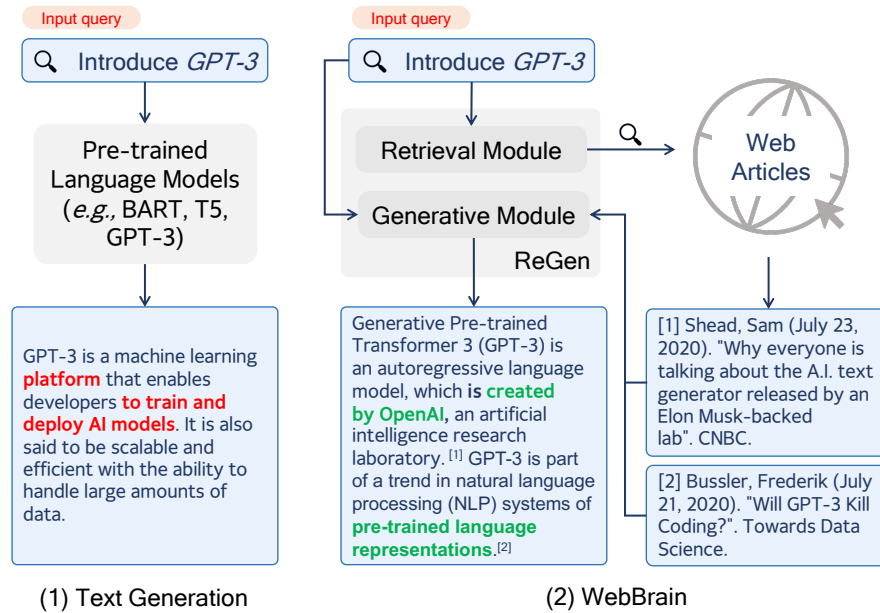 Input query
Introduce GPT-3
Pre-trained
Language Models
(e.g., BART, T5,
GPT-3)
GPT-3 is a machine learning
platform that enables
developers to train and
deploy AI models. It is also
said to be scalable and
efficient with the ability to
handle large amounts of
data.
(1) Text Generation
Input query
Introduce GPT-3
Retrieval Module
Generative Module
ReGen
Web
Articles
Generative Pre-trained
Transformer 3 (GPT-3) is
an autoregressive language
model, which is created
by OpenAI, an artificial
intelligence research
laboratory. [1] GPT-3 is part
of a trend in natural language
processing (NLP) systems of
pre-trained language
representations.[2]
[1] Shead, Sam (July 23,
2020). "Why everyone is
talking about the A.I. text
generator released by an
Elon Musk-backed
lab". CNBC.
[2] Bussler, Frederik (July
21, 2020). "Will GPT-3 Kill
Coding?". Towards Data
Science.
(2) WebBrain